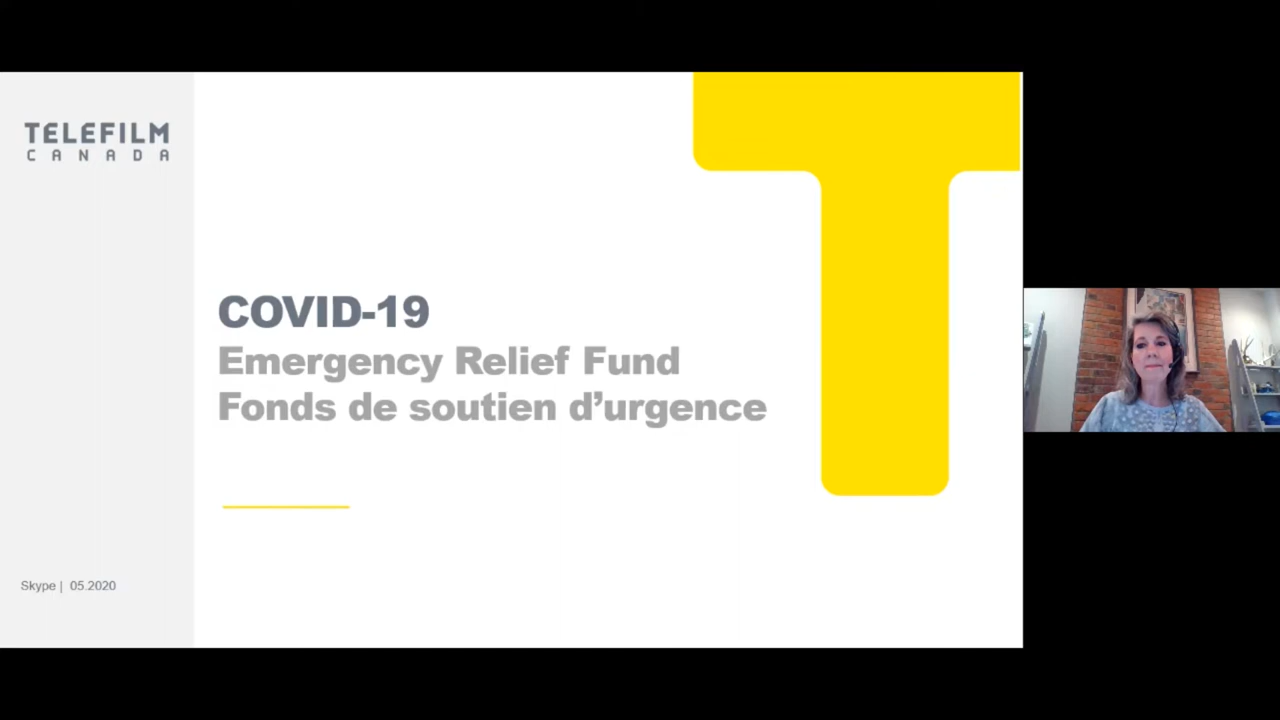 TELEFILM
CANADA
COVID-19
Emergency Relief Fund
Fonds de soutien d’urgence
Skype | 05.2020